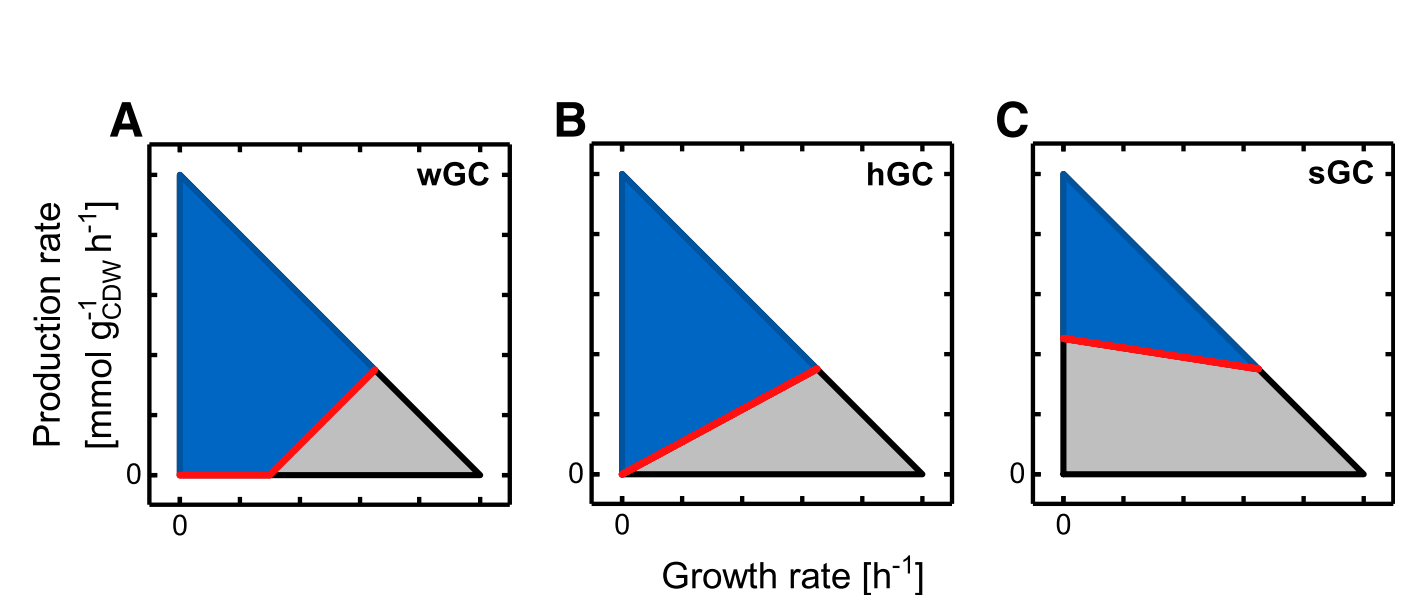 A
B
C
wGC
hGC
sGC
Production rate
[mmol g⁻¹CDW h⁻¹]
0
0
0
0
0
0
Growth rate [h⁻¹]